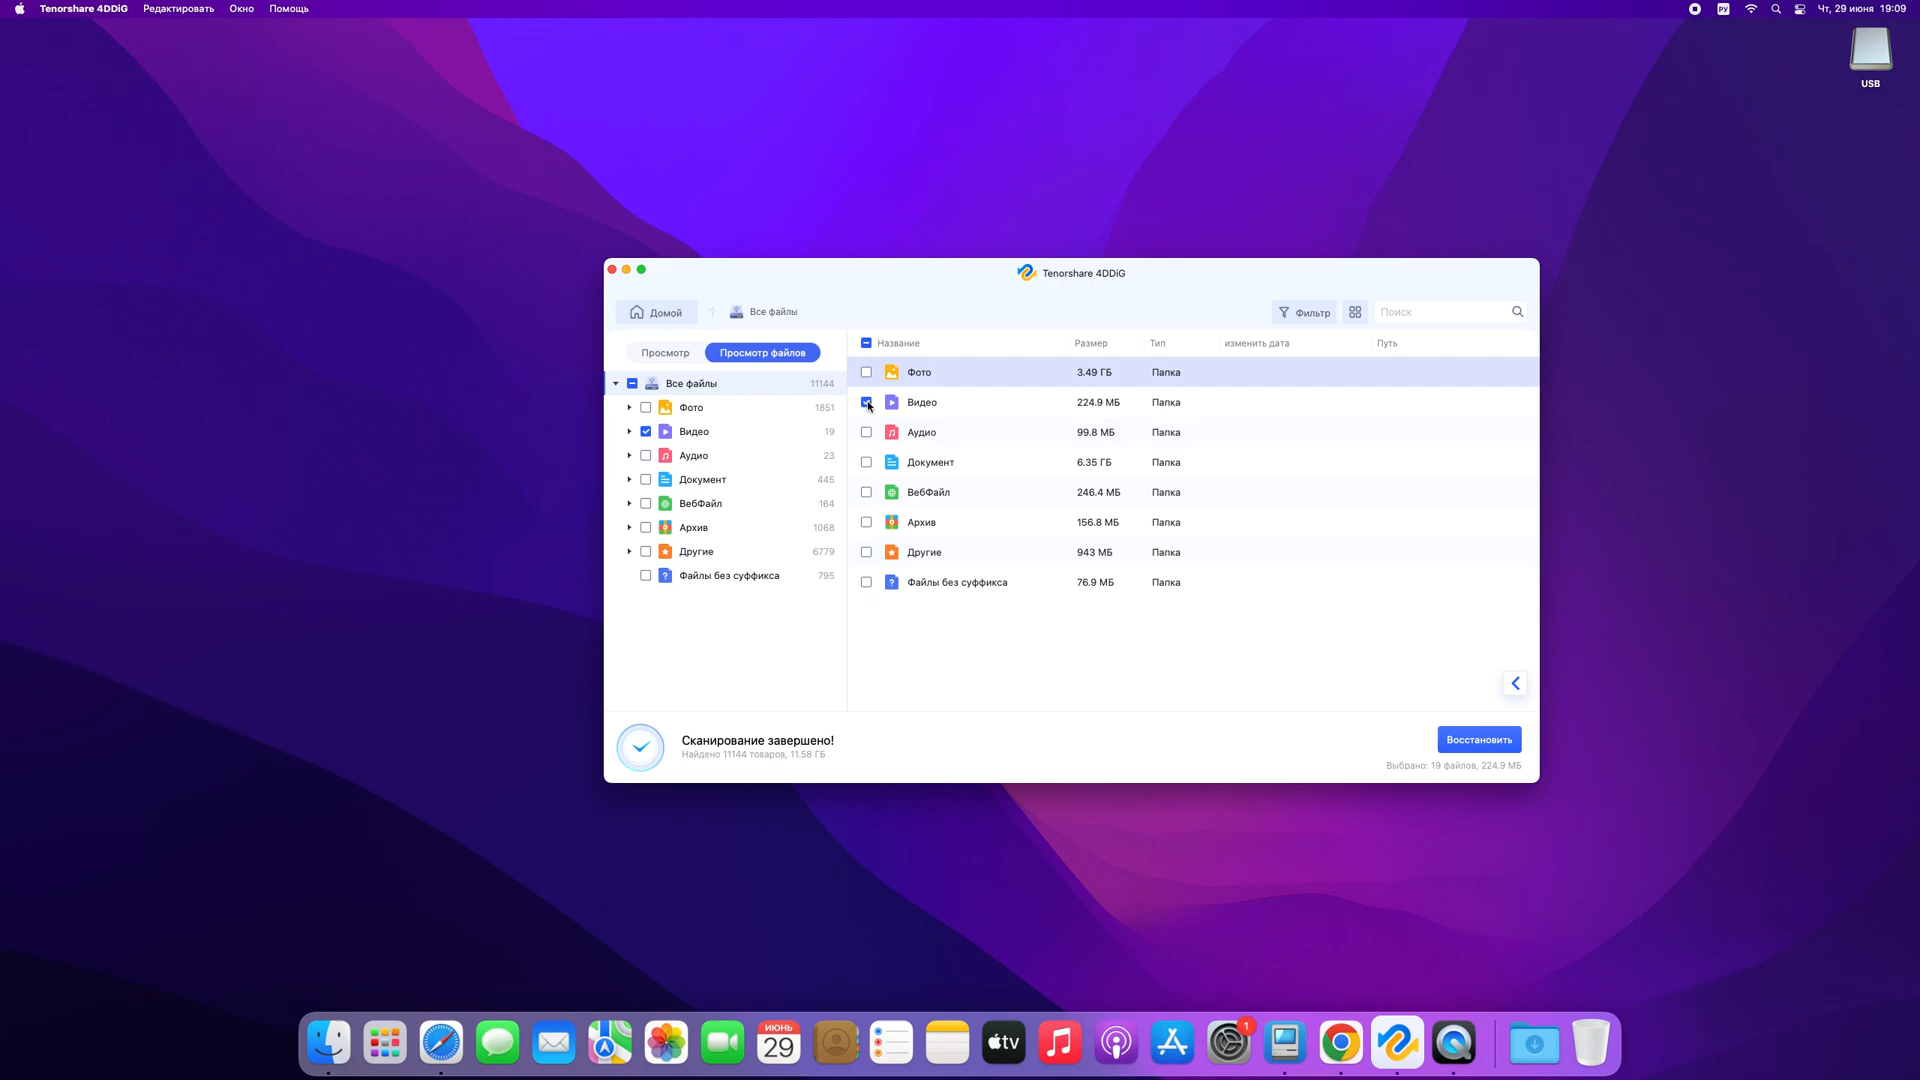 Tenorshare 4DDiG Редактировать Окно Помощь
РУ Чт, 29 июня 19:09
USB
Tenorshare 4DDiG
Домой Все файлы Фильтр Поиск
Просмотр Просмотр файлов
Название Размер Тип изменить дата Путь
Все файлы 11144
Фото 1851
Видео 19
Аудио 23
Документ 445
ВебФайл 164
Архив 1068
Другие 6779
Файлы без суффикса 795
Фото 3.49 ГБ Папка
Видео 224.9 МБ Папка
Аудио 99.8 МБ Папка
Документ 6.35 ГБ Папка
ВебФайл 246.4 МБ Папка
Архив 156.8 МБ Папка
Другие 943 МБ Папка
Файлы без суффикса 76.9 МБ Папка
Сканирование завершено!
Найдено 11144 товаров, 11.58 ГБ
Восстановить
Выбрано: 19 файлов, 224.9 МБ
ИЮНЬ
29
tv
1